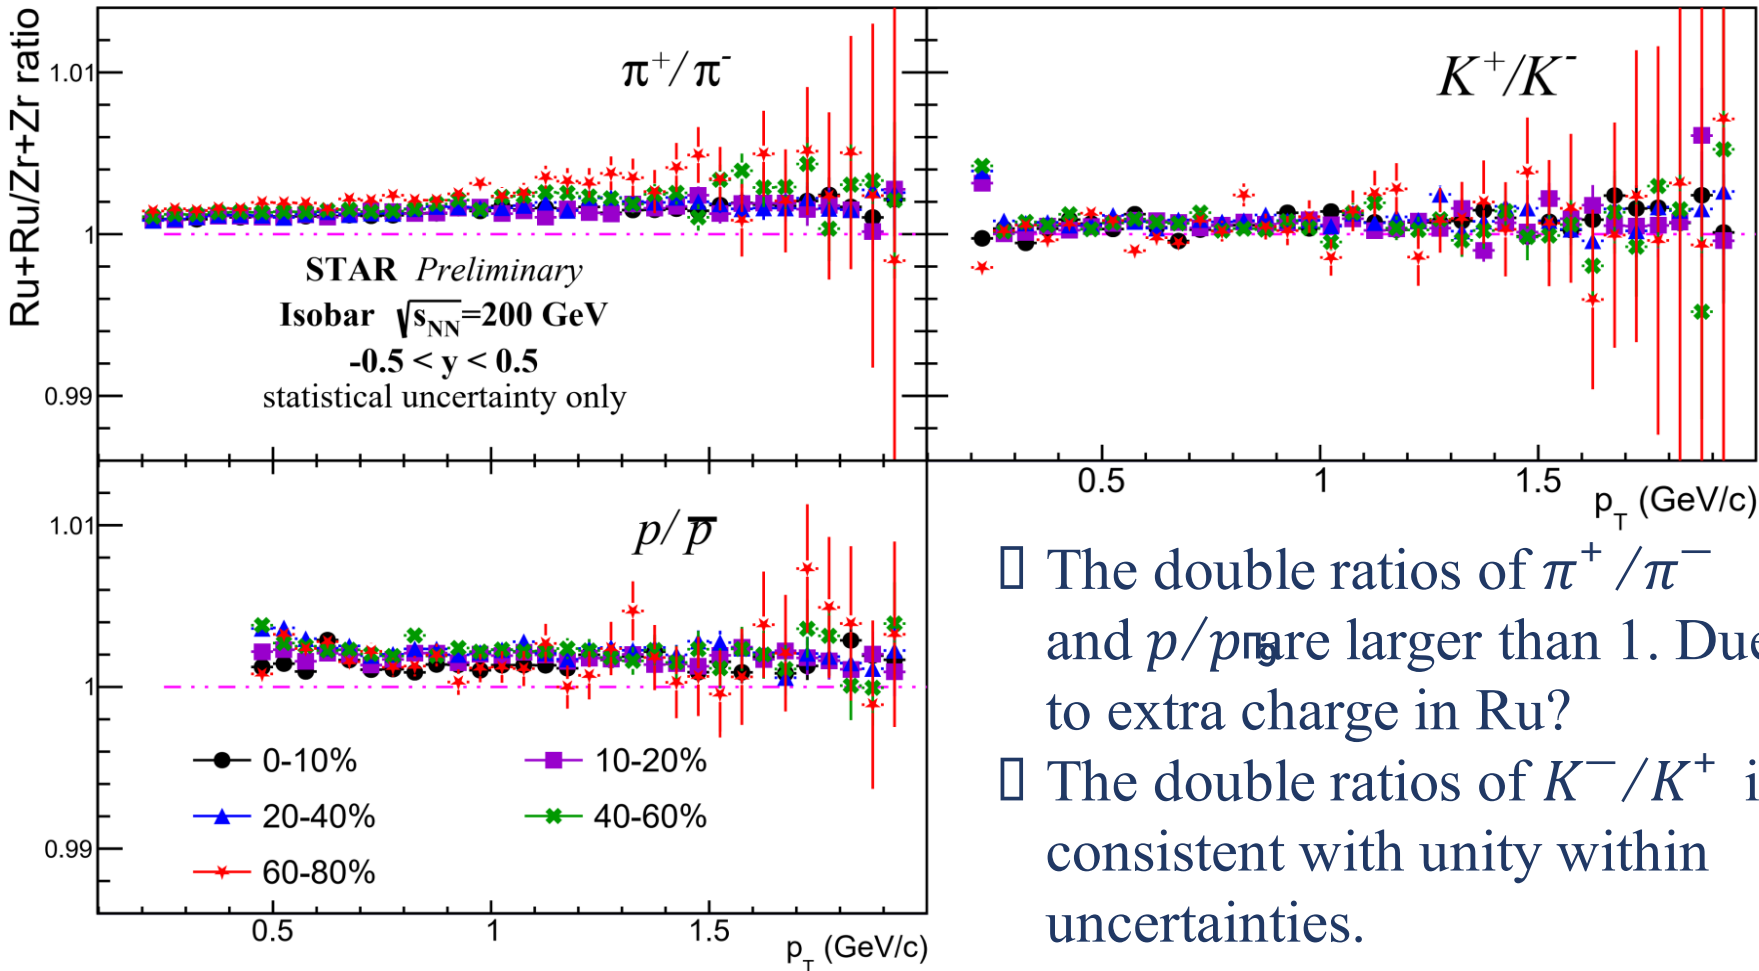 Ru+Ru/Zr+Zr ratio
1.01
1
0.99
π⁺/π⁻
STAR Preliminary
Isobar √sNN=200 GeV
-0.5 < y < 0.5
statistical uncertainty only
K⁺/K⁻
0.5 1 1.5
pT (GeV/c)
1.01
1
0.99
p/p̅
0-10% 10-20%
20-40% 40-60%
60-80%
0.5 1 1.5
pT (GeV/c)
The double ratios of π⁺/π⁻
and p/p are larger than 1. Due
to extra charge in Ru?
The double ratios of K⁻/K⁺ i
consistent with unity within
uncertainties.